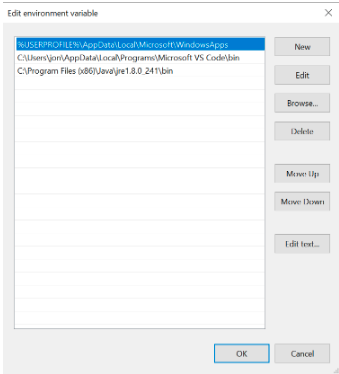 Edit environment variable
%USERPROFILE%\AppData\Local\Microsoft\WindowsApps
C:\Users\jon\AppData\Local\Programs\Microsoft VS Code\bin
C:\Program Files (x86)\Java\jre1.8.0_241\bin
New
Edit
Browse...
Delete
Move Up
Move Down
Edit text...
OK
Cancel